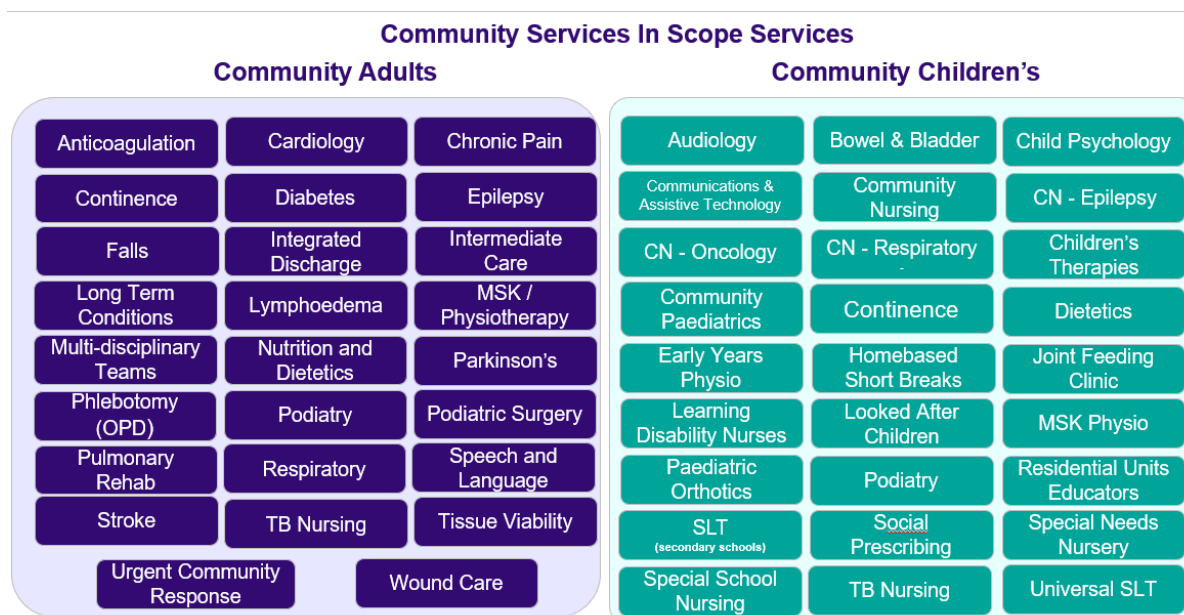 Community Services In Scope Services
Community Adults
Community Children's
Anticoagulation
Cardiology
Chronic Pain
Continence
Diabetes
Epilepsy
Falls
Integrated
Discharge
Intermediate
Care
Long Term
Conditions
Lymphoedema
MSK /
Physiotherapy
Multi-disciplinary
Teams
Nutrition and
Dietetics
Parkinson's
Phlebotomy
(OPD)
Podiatry
Podiatric Surgery
Pulmonary
Rehab
Respiratory
Speech and
Language
Stroke
TB Nursing
Tissue Viability
Urgent Community
Response
Wound Care
Audiology
Bowel & Bladder
Child Psychology
Communications &
Assistive Technology
Community
Nursing
CN - Epilepsy
CN - Oncology
CN - Respiratory
-
Children's
Therapies
Community
Paediatrics
Continence
Dietetics
Early Years
Physio
Homebased
Short Breaks
Joint Feeding
Clinic
Learning
Disability Nurses
Looked After
Children
MSK Physio
Paediatric
Orthotics
Podiatry
Residential Units
Educators
SLT
(secondary schools)
Social
Prescribing
Special Needs
Nursery
Special School
Nursing
TB Nursing
Universal SLT